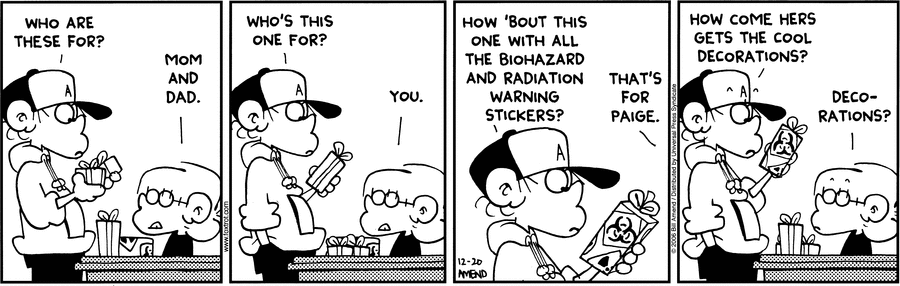 WHO ARE
THESE FOR?
MOM
AND
DAD.
A
WHO'S THIS
ONE FOR?
YOU.
A
www.foxtrot.com
HOW 'BOUT THIS
ONE WITH ALL
THE BIOHAZARD
AND RADIATION
WARNING
STICKERS?
THAT'S
FOR
PAIGE.
A
12-20
AMEND
© 2006 Bill Amend / Distributed by Universal Press Syndicate
HOW COME HERS
GETS THE COOL
DECORATIONS?
A
DECO-
RATIONS?